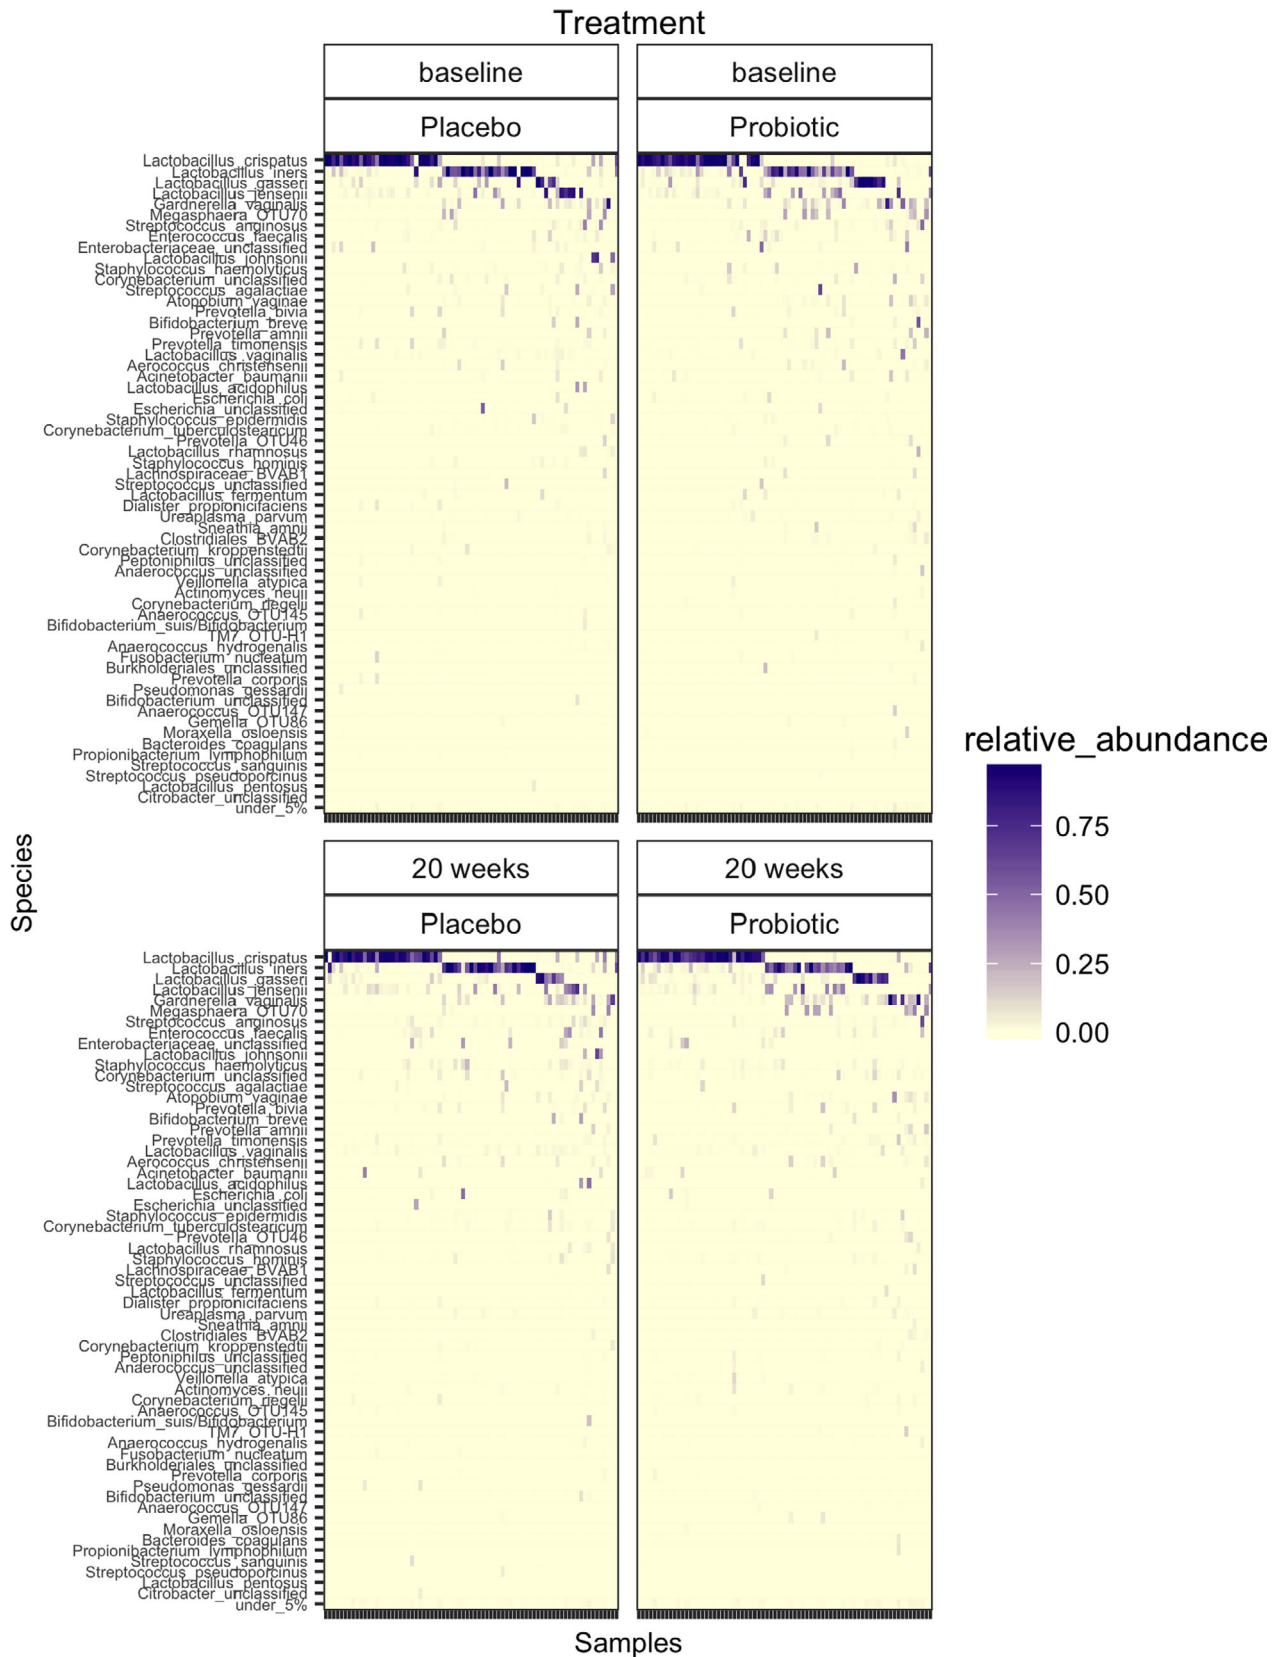 Treatment
baseline
baseline
Placebo
Probiotic
Lactobacillus_crispatus
Lactobacillus_iners
Lactobacillus_gasseri
Lactobacillus_jensenii
Gardnerella_vaginalis
Megasphaera_OTU70
Streptococcus_anginosus
Enterococcus_faecalis
Enterobacteriaceae_unclassified
Lactobacillus_johnsonii
Staphylococcus_haemolyticus
Corynebacterium_unclassified
Streptococcus_agalactiae
Atopobium_vaginae
Prevotella_bivia
Bifidobacterium_breve
Prevotella_amnii
Prevotella_timonensis
Lactobacillus_vaginalis
Aerococcus_christensenii
Acinetobacter_baumanii
Lactobacillus_acidophilus
Escherichia_coli
Escherichia_unclassified
Staphylococcus_epidermidis
Corynebacterium_tuberculostearicum
Prevotella_OTU46
Lactobacillus_rhamnosus
Staphylococcus_hominis
Lachnospiraceae_BVAB1
Streptococcus_unclassified
Lactobacillus_fermentum
Dialister_propionicifaciens
Ureaplasma_parvum
Sneathia_amnii
Clostridiales_BVAB2
Corynebacterium_kroppenstedtii
Peptoniphilus_unclassified
Anaerococcus_unclassified
Veillonella_atypica
Actinomyces_neuii
Corynebacterium_riegelii
Anaerococcus_OTU145
Bifidobacterium_suis/Bifidobacterium
TM7_OTU-H1
Anaerococcus_hydrogenalis
Fusobacterium_nucleatum
Burkholderiales_unclassified
Prevotella_corporis
Pseudomonas_gessardii
Bifidobacterium_unclassified
Anaerococcus_OTU147
Gemella_OTU86
Moraxella_osloensis
Bacteroides_coagulans
Propionibacterium_lymphophilum
Streptococcus_sanguinis
Streptococcus_pseudoporcinus
Lactobacillus_pentosus
Citrobacter_unclassified
under_5%
relative_abundance
0.75
0.50
0.25
0.00
Species
20 weeks
20 weeks
Placebo
Probiotic
Lactobacillus_crispatus
Lactobacillus_iners
Lactobacillus_gasseri
Lactobacillus_jensenii
Gardnerella_vaginalis
Megasphaera_OTU70
Streptococcus_anginosus
Enterococcus_faecalis
Enterobacteriaceae_unclassified
Lactobacillus_johnsonii
Staphylococcus_haemolyticus
Corynebacterium_unclassified
Streptococcus_agalactiae
Atopobium_vaginae
Prevotella_bivia
Bifidobacterium_breve
Prevotella_amnii
Prevotella_timonensis
Lactobacillus_vaginalis
Aerococcus_christensenii
Acinetobacter_baumanii
Lactobacillus_acidophilus
Escherichia_coli
Escherichia_unclassified
Staphylococcus_epidermidis
Corynebacterium_tuberculostearicum
Prevotella_OTU46
Lactobacillus_rhamnosus
Staphylococcus_hominis
Lachnospiraceae_BVAB1
Streptococcus_unclassified
Lactobacillus_fermentum
Dialister_propionicifaciens
Ureaplasma_parvum
Sneathia_amnii
Clostridiales_BVAB2
Corynebacterium_kroppenstedtii
Peptoniphilus_unclassified
Anaerococcus_unclassified
Veillonella_atypica
Actinomyces_neuii
Corynebacterium_riegelii
Anaerococcus_OTU145
Bifidobacterium_suis/Bifidobacterium
TM7_OTU-H1
Anaerococcus_hydrogenalis
Fusobacterium_nucleatum
Burkholderiales_unclassified
Prevotella_corporis
Pseudomonas_gessardii
Bifidobacterium_unclassified
Anaerococcus_OTU147
Gemella_OTU86
Moraxella_osloensis
Bacteroides_coagulans
Propionibacterium_lymphophilum
Streptococcus_sanguinis
Streptococcus_pseudoporcinus
Lactobacillus_pentosus
Citrobacter_unclassified
under_5%
Samples